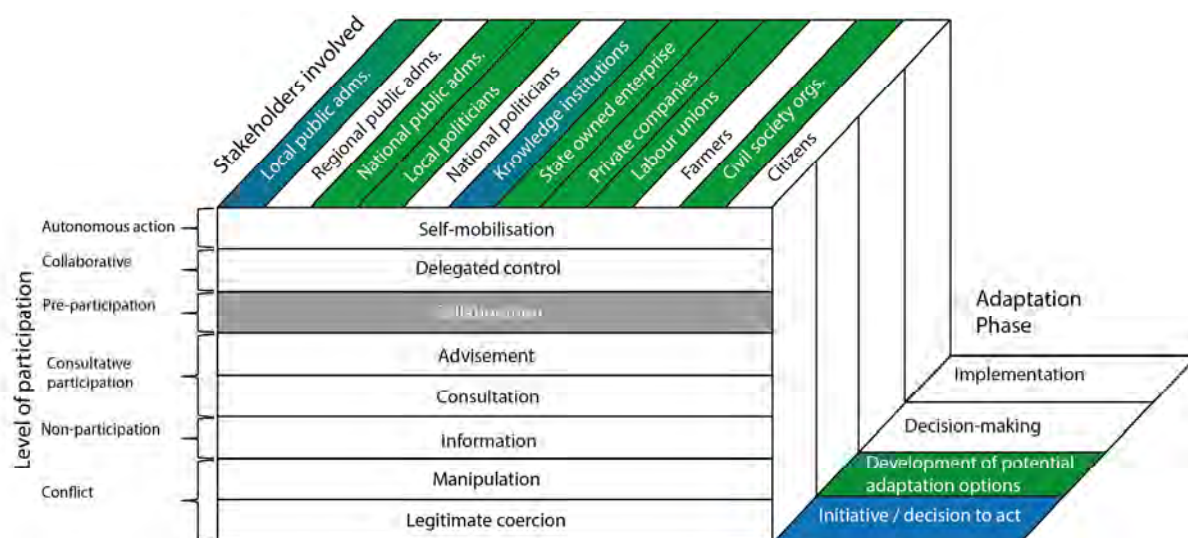 Stakeholders involved
Local public adms.
Regional public adms.
National public adms.
Local politicians
National politicians
Knowledge institutions
State owned enterprise
Private companies
Labour unions
Farmers
Civil society orgs.
Citizens
Level of participation
Autonomous action
Self-mobilisation
Collaborative
Delegated control
Pre-participation
Consultative
participation
Advisement
Consultation
Non-participation
Information
Conflict
Manipulation
Legitimate coercion
Adaptation
Phase
Implementation
Decision-making
Development of potential
adaptation options
Initiative / decision to act